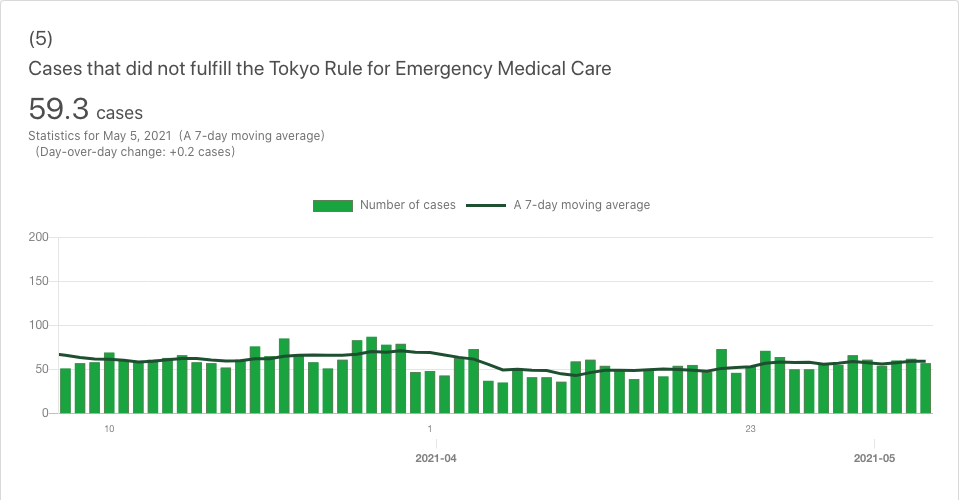 (5)
Cases that did not fulfill the Tokyo Rule for Emergency Medical Care
59.3 cases
Statistics for May 5, 2021 (A 7-day moving average)
(Day-over-day change: +0.2 cases)
Number of cases A 7-day moving average
200
150
100
50
0
10 1 23
2021-04 2021-05